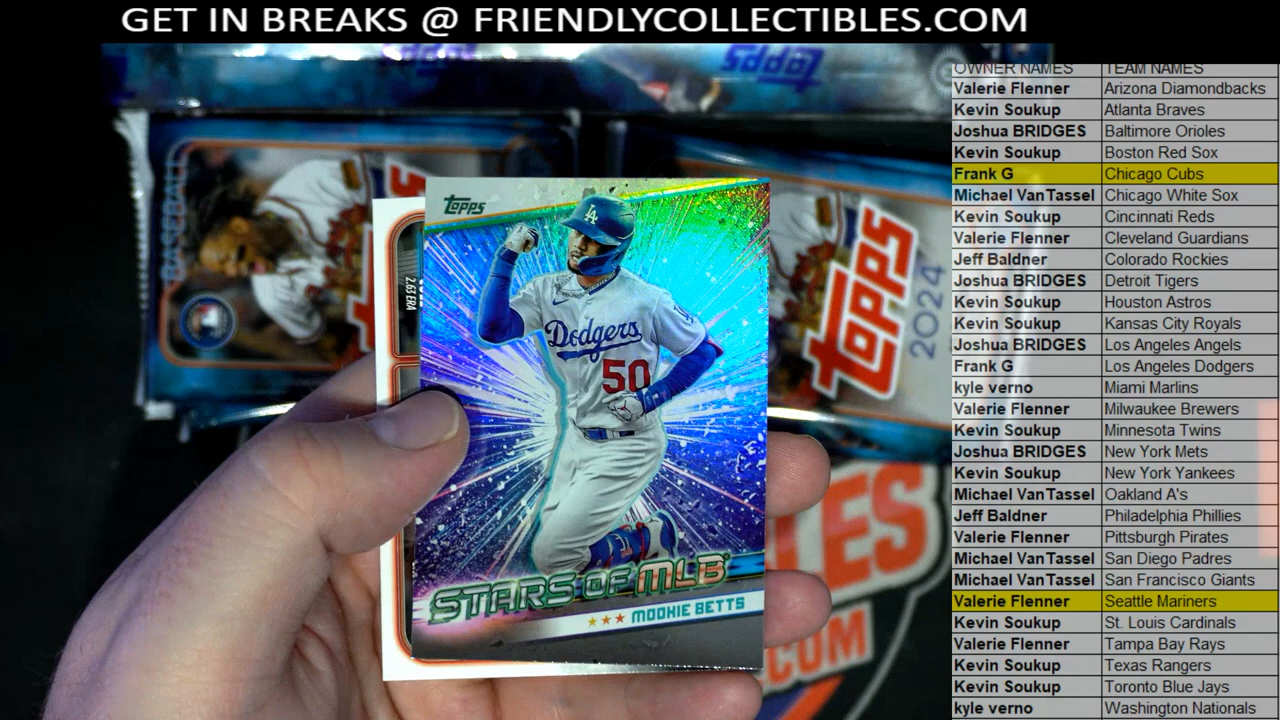 GET IN BREAKS @ FRIENDLYCOLLECTIBLES.COM
OWNER NAMES TEAM NAMES
Valerie Flenner Arizona Diamondbacks
Kevin Soukup Atlanta Braves
Joshua BRIDGES Baltimore Orioles
Kevin Soukup Boston Red Sox
Frank G Chicago Cubs
Michael VanTassel Chicago White Sox
Kevin Soukup Cincinnati Reds
Valerie Flenner Cleveland Guardians
Jeff Baldner Colorado Rockies
Joshua BRIDGES Detroit Tigers
Kevin Soukup Houston Astros
Kevin Soukup Kansas City Royals
Joshua BRIDGES Los Angeles Angels
Frank G Los Angeles Dodgers
kyle verno Miami Marlins
Valerie Flenner Milwaukee Brewers
Kevin Soukup Minnesota Twins
Joshua BRIDGES New York Mets
Kevin Soukup New York Yankees
Michael VanTassel Oakland A's
Jeff Baldner Philadelphia Phillies
Valerie Flenner Pittsburgh Pirates
Michael VanTassel San Diego Padres
Michael VanTassel San Francisco Giants
Valerie Flenner Seattle Mariners
Kevin Soukup St. Louis Cardinals
Valerie Flenner Tampa Bay Rays
Kevin Soukup Texas Rangers
Kevin Soukup Toronto Blue Jays
kyle verno Washington Nationals
Topps
BASEBALL
Topps
LA
Dodgers
50
LA
2.63 ERA
STARS OF MLB
MOOKIE BETTS
Topps
2024
LES
.COM